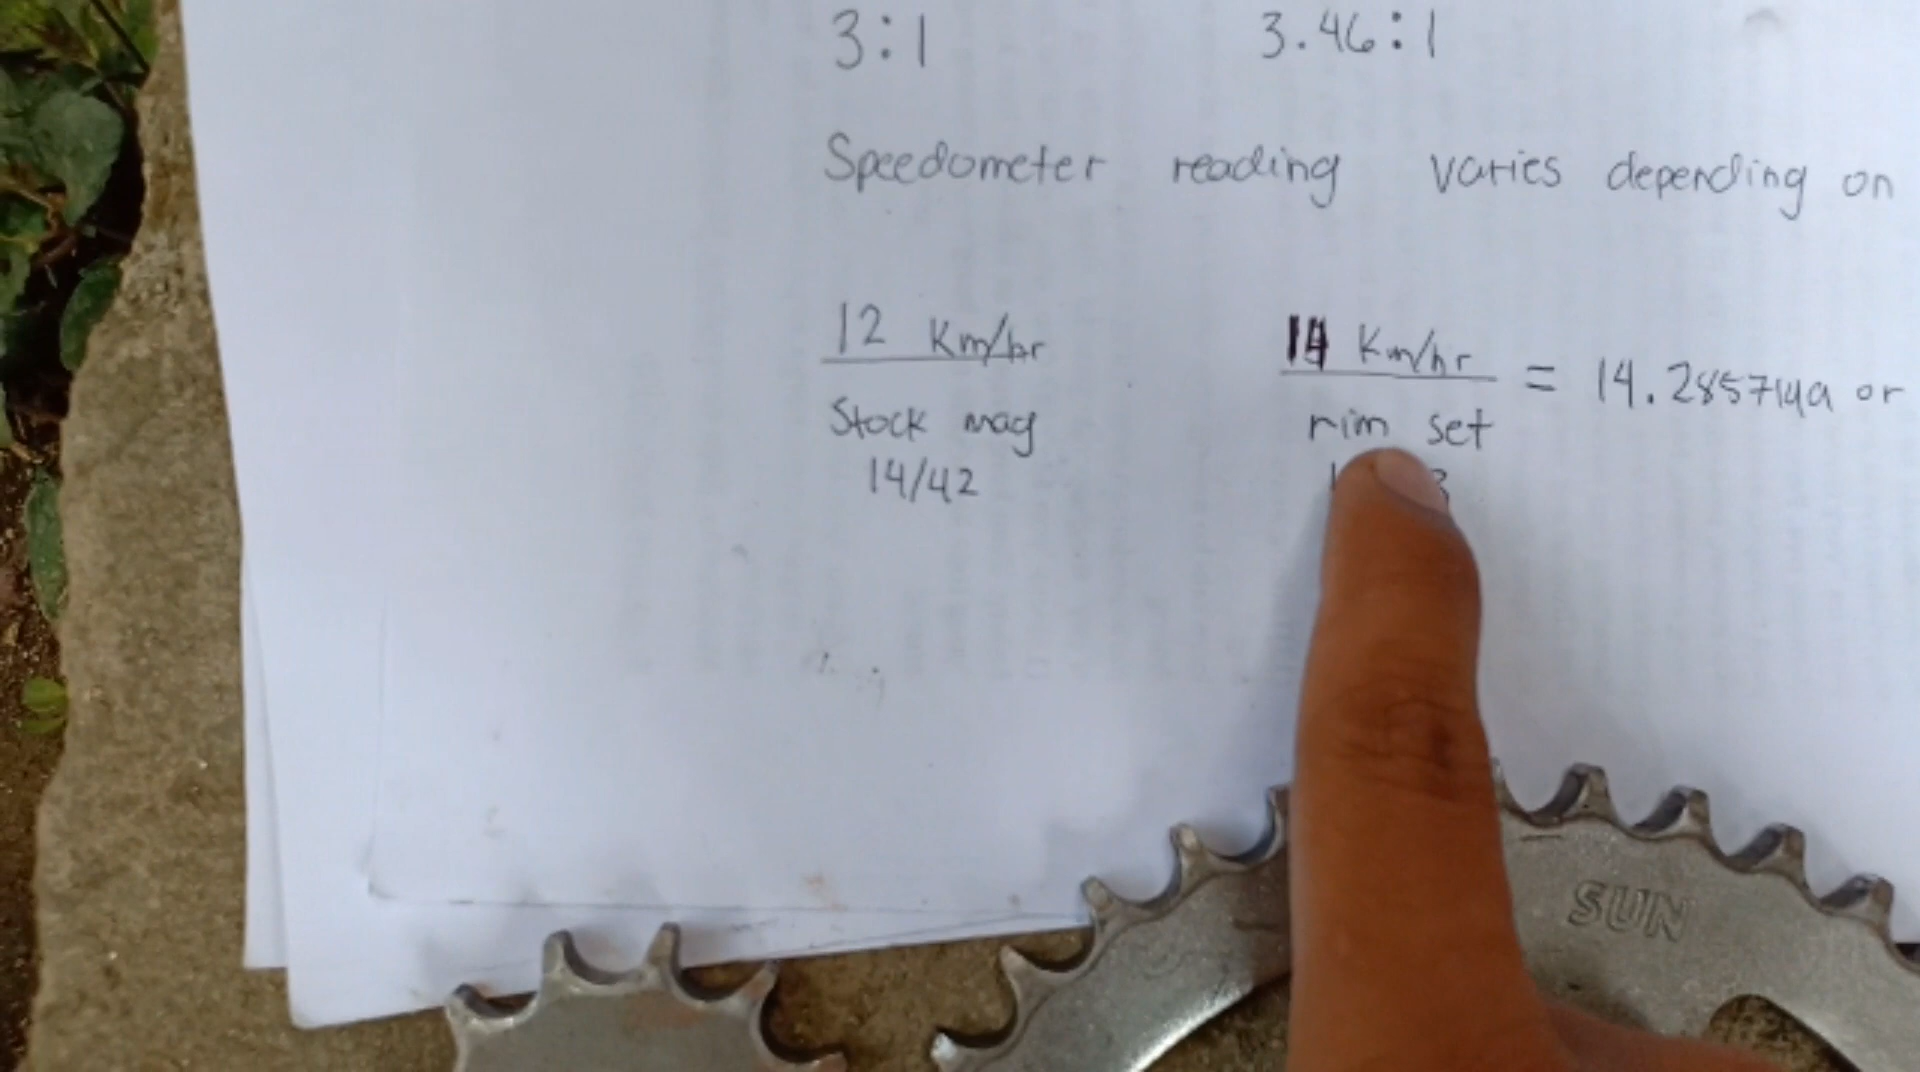 3:1 3.46:1
Speedometer reading varies depending on
12 Km/hr 14 Km/hr = 14.2857149 or
Stock mag rim set
14/42
SUN